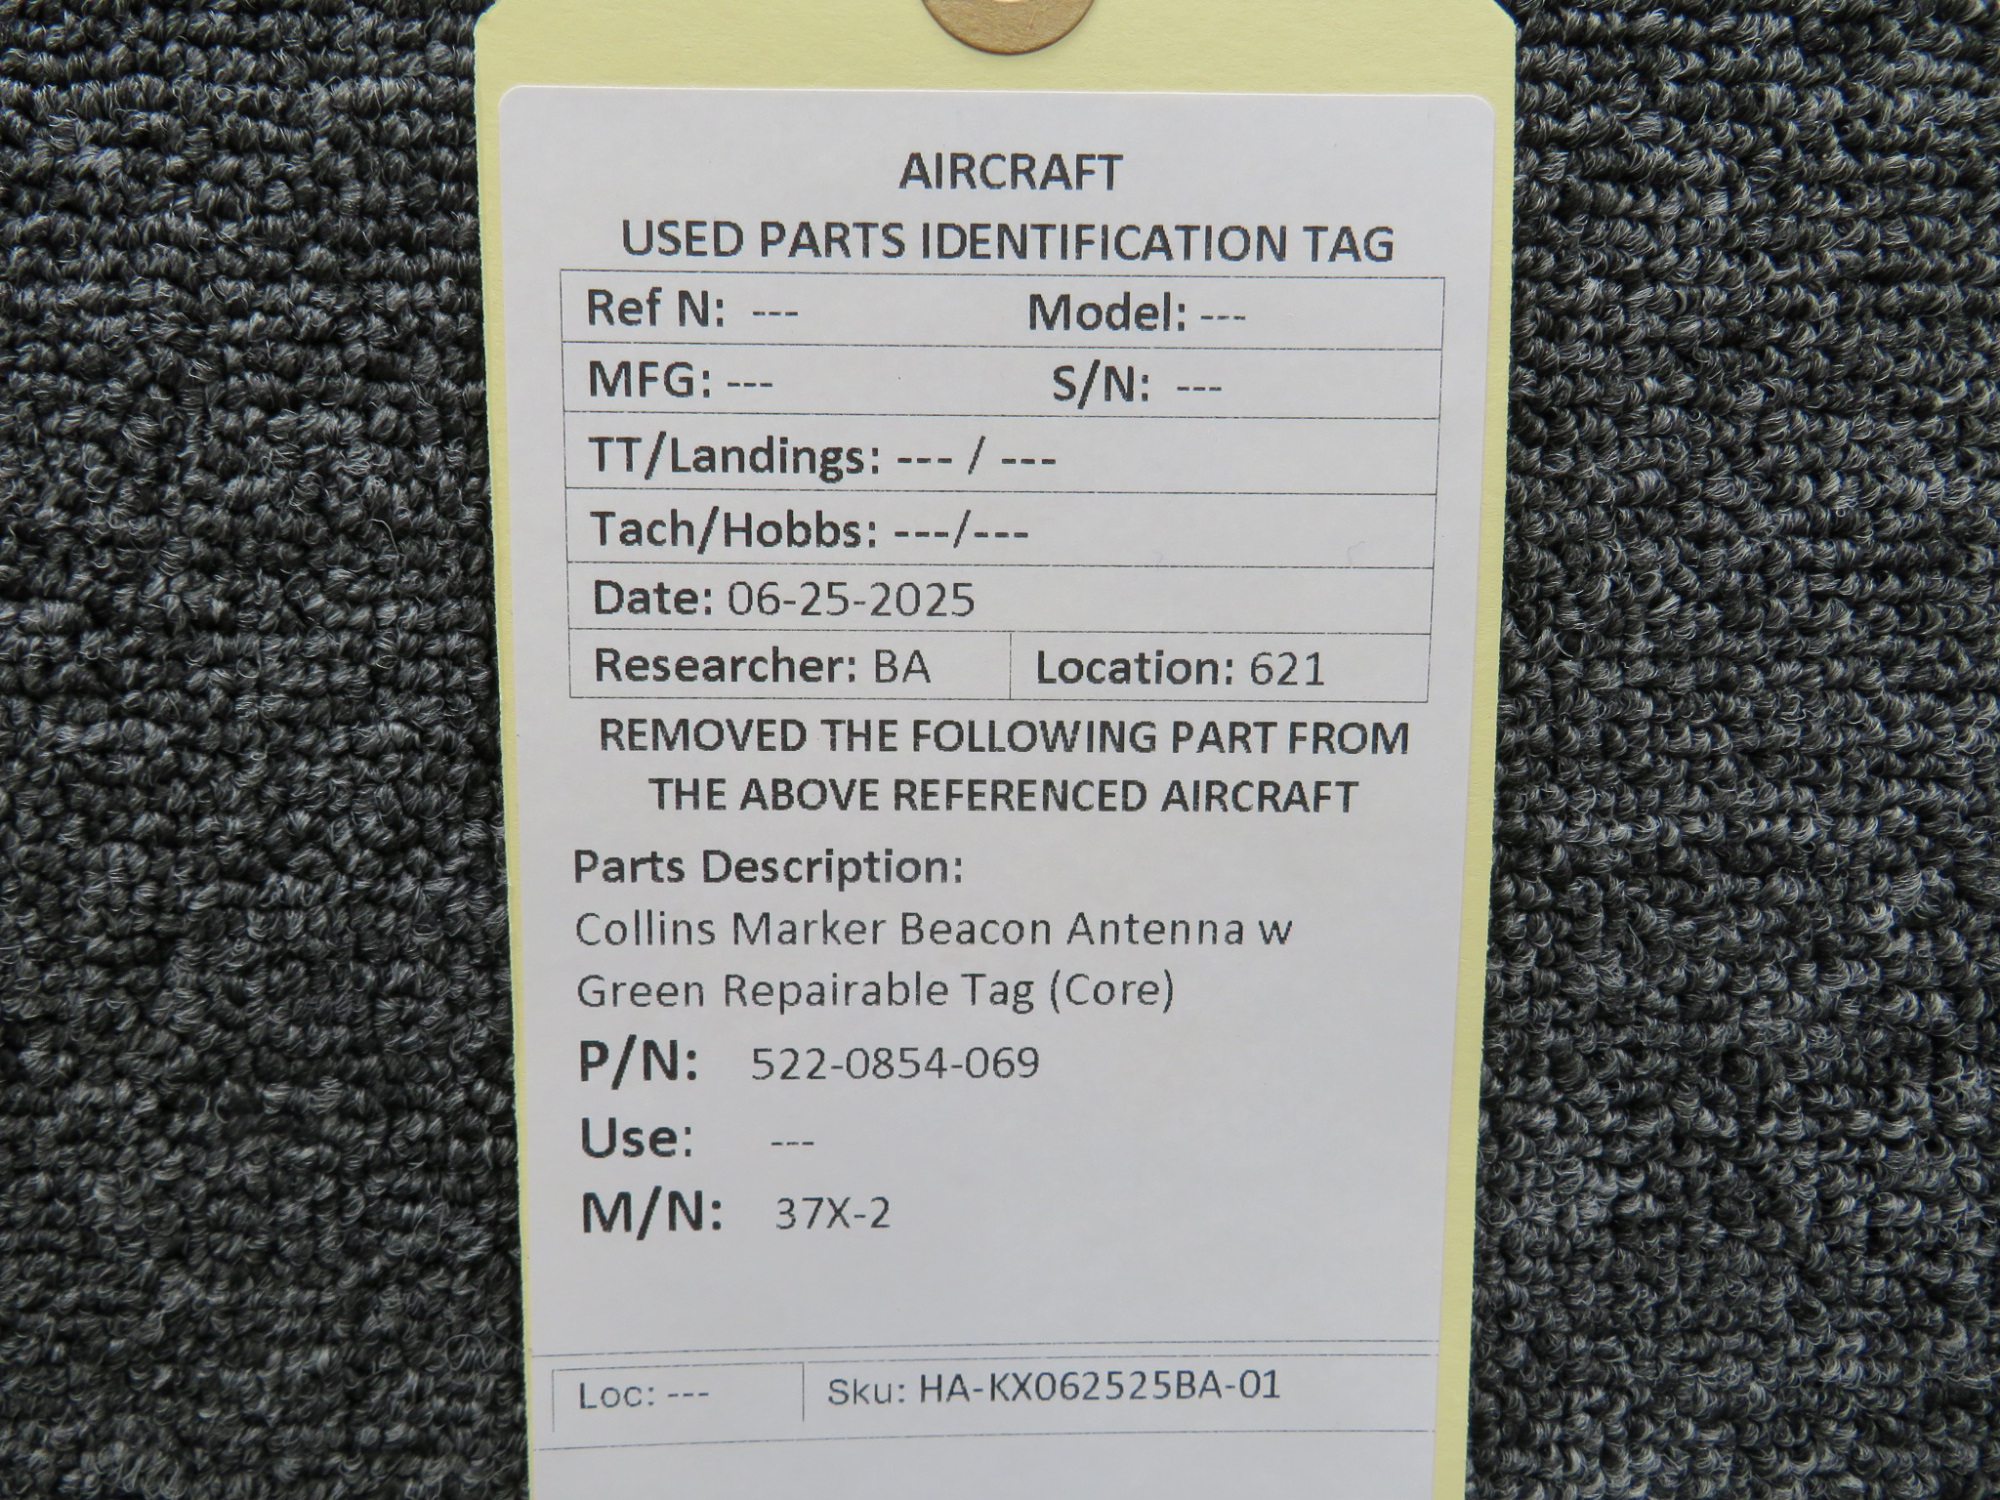 AIRCRAFT
USED PARTS IDENTIFICATION TAG
Ref N: --- Model: ---
MFG: --- S/N: ---
TT/Landings: --- / ---
Tach/Hobbs: ---/---
Date: 06-25-2025
Researcher: BA Location: 621
REMOVED THE FOLLOWING PART FROM
THE ABOVE REFERENCED AIRCRAFT
Parts Description:
Collins Marker Beacon Antenna w
Green Repairable Tag (Core)
P/N: 522-0854-069
Use: ---
M/N: 37X-2
Loc: --- Sku: HA-KX062525BA-01